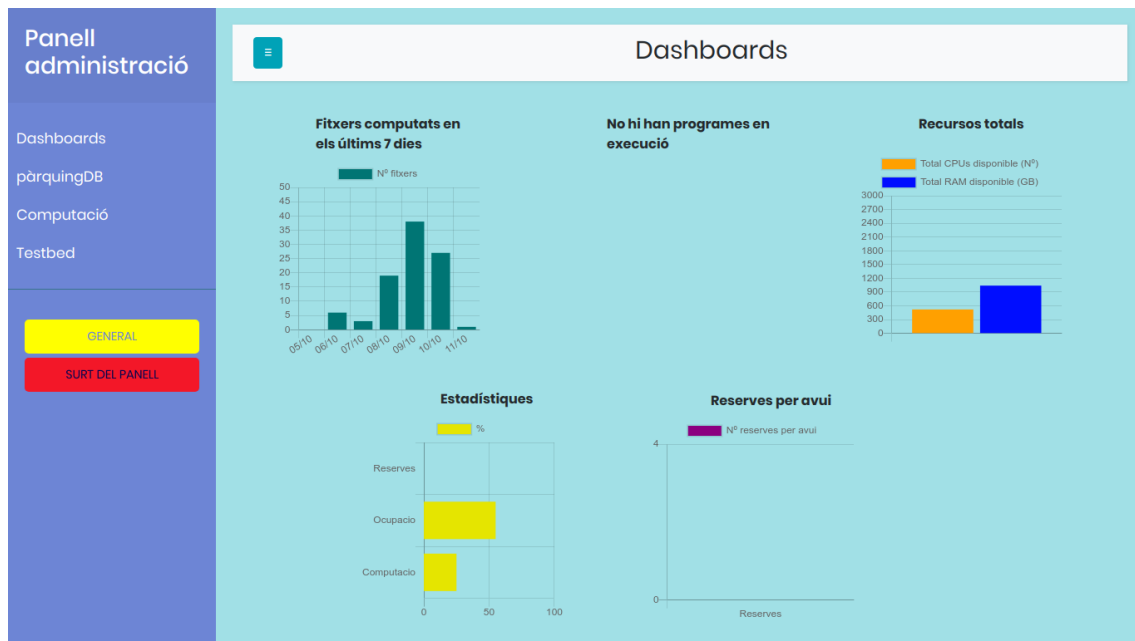 Panell
administració
Dashboards
pàrquingDB
Computació
Testbed
GENERAL
SURT DEL PANELL
≡
Dashboards
Fitxers computats en
els últims 7 dies
Nº fitxers
50
45
40
35
30
25
20
15
10
5
0
05/10 06/10 07/10 08/10 09/10 10/10 11/10
No hi han programes en
execució
Recursos totals
Total CPUs disponible (Nº)
Total RAM disponible (GB)
3000
2700
2400
2100
1800
1500
1200
900
600
300
0
Estadístiques
%
Reserves
Ocupacio
Computacio
0 50 100
Reserves per avui
Nº reserves per avui
4
0
Reserves